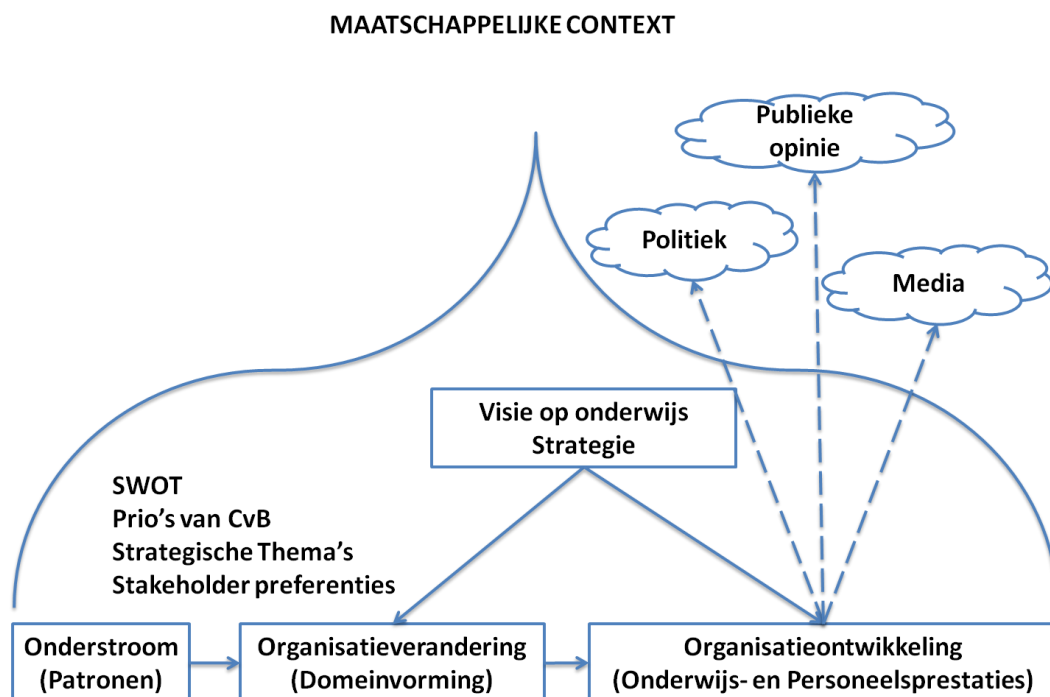 MAATSCHAPPELIJKE CONTEXT
Publieke
opinie
Politiek
Media
Visie op onderwijs
Strategie
SWOT
Prio's van CvB
Strategische Thema's
Stakeholder preferenties
Onderstroom
(Patronen)
Organisatieverandering
(Domeinvorming)
Organisatieontwikkeling
(Onderwijs- en Personeelsprestaties)